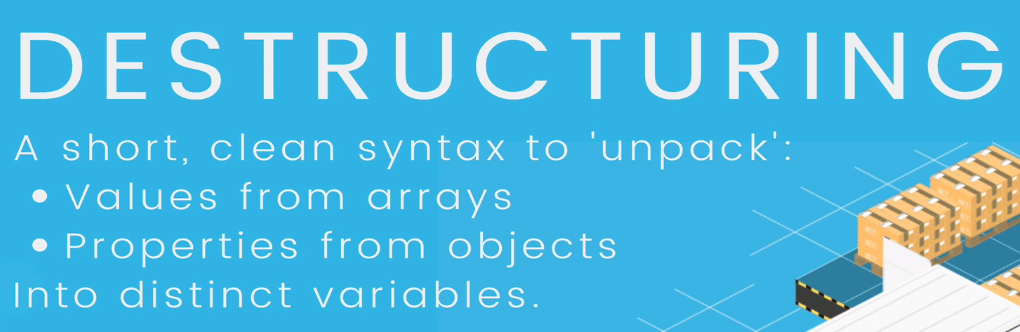 DESTRUCTURING
A short, clean syntax to 'unpack':
• Values from arrays
• Properties from objects
Into distinct variables.